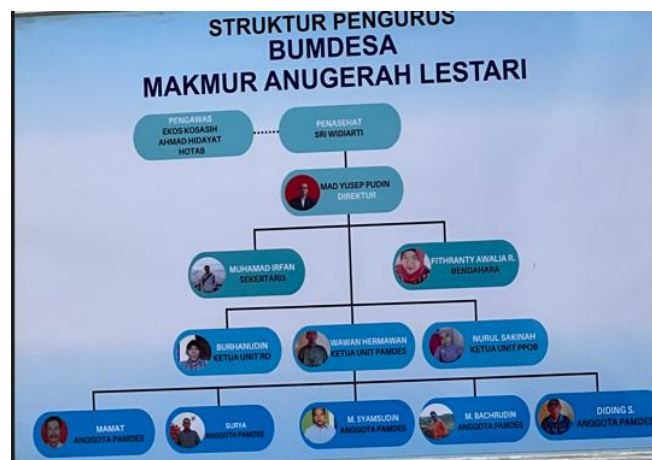 STRUKTUR PENGURUS
BUMDESA
MAKMUR ANUGERAH LESTARI
PENGAWAS
EKOS KOSASIH
AHMAD HIDAYAT
HOTAB
PENASEHAT
SRI WIDIARTI
MAD YUSEP PUDIN
DIREKTUR
MUHAMAD IRFAN
SEKERTARIS
FITHRANTY AWALIA R.
BENDAHARA
BURHANUDIN
KETUA UNIT RO
WAWAN HERMAWAN
KETUA UNIT PAMDES
NURUL SAKINAH
KETUA UNIT PPOB
MAMAT
ANGGOTA PAMDES
SURYA
ANGGOTA PAMDES
M. SYAMSUDIN
ANGGOTA PAMDES
M. BACHRUDIN
ANGGOTA PAMDES
DIDING S.
ANGGOTA PAMDES